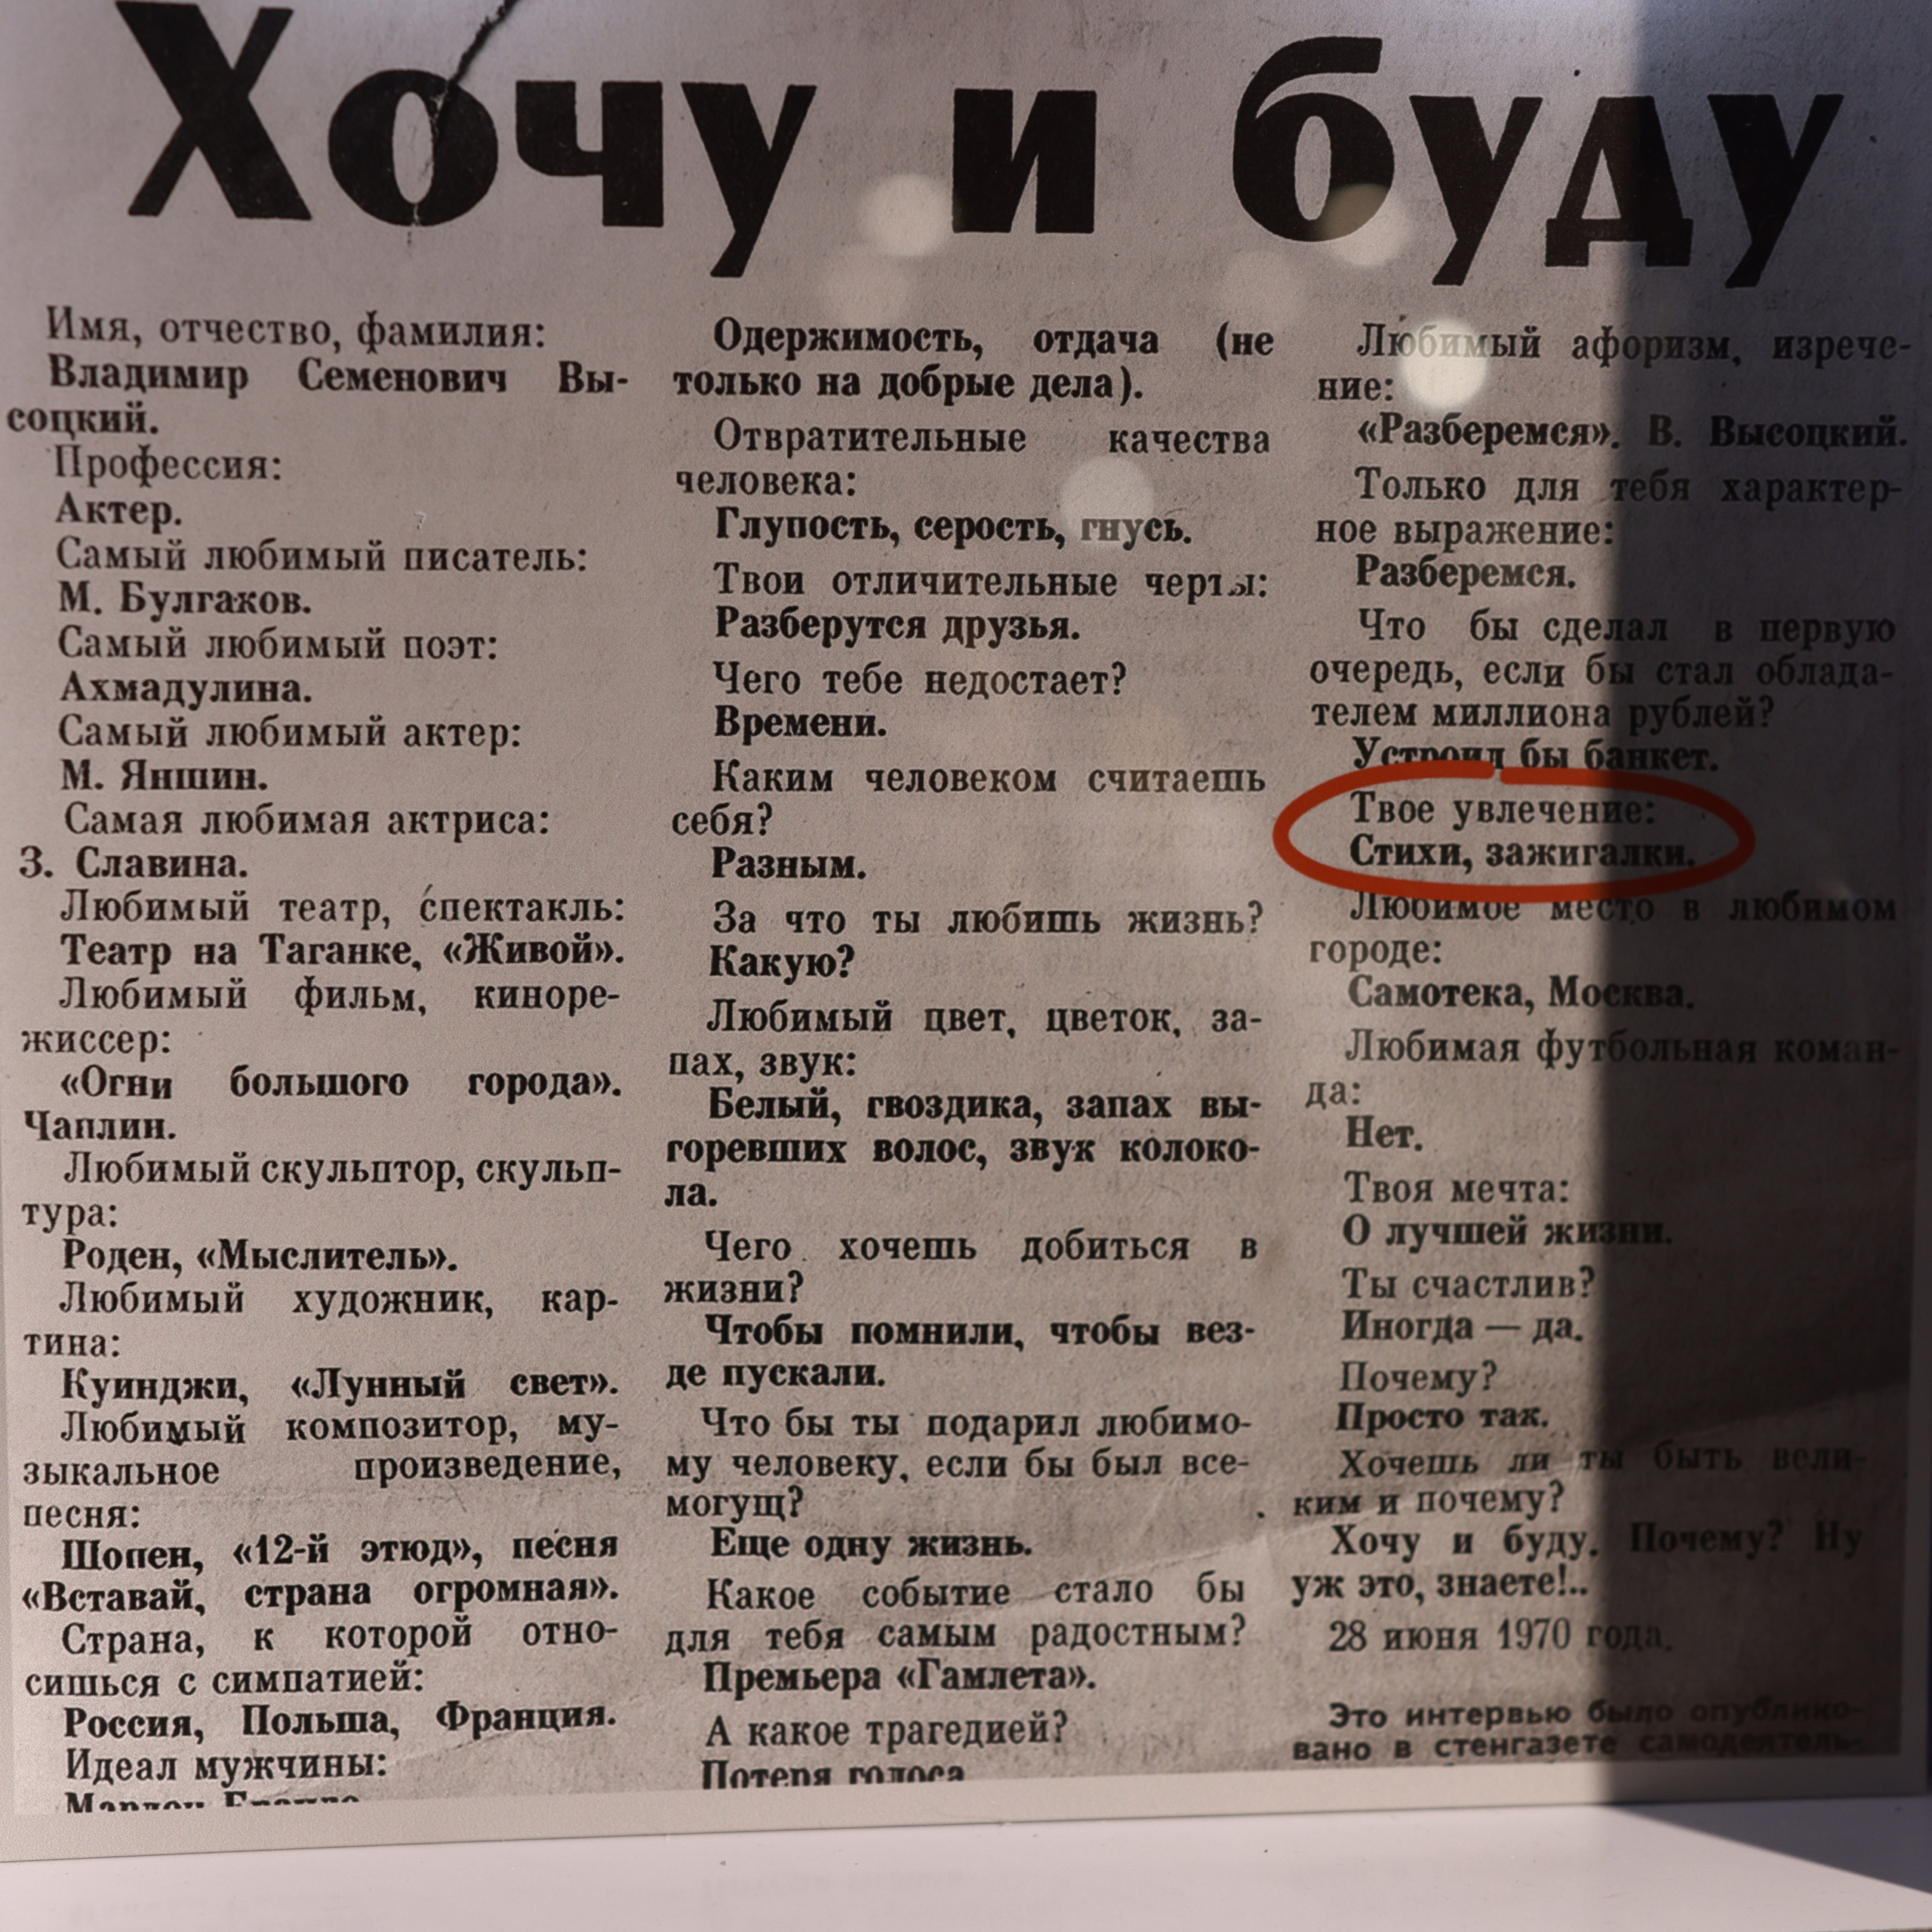 Хочу и буду
Имя, отчество, фамилия:
Владимир Семенович Вы-
соцкий.
Профессия:
Актер.
Самый любимый писатель:
М. Булгаков.
Самый любимый поэт:
Ахмадулина.
Самый любимый актер:
М. Яншин.
Самая любимая актриса:
З. Славина.
Любимый театр, спектакль:
Театр на Таганке, «Живой».
Любимый фильм, киноре-
жиссер:
«Огни большого города».
Чаплин.
Любимый скульптор, скульп-
тура:
Роден, «Мыслитель».
Любимый художник, кар-
тина:
Куинджи, «Лунный свет».
Любимый композитор, му-
зыкальное произведение,
песня:
Шопен, «12-й этюд», песня
«Вставай, страна огромная».
Страна, к которой отно-
сишься с симпатией:
Россия, Польша, Франция.
Идеал мужчины:
Одержимость, отдача (не
только на добрые дела).
Отвратительные качества
человека:
Глупость, серость, гнусь.
Твои отличительные черты:
Разберутся друзья.
Чего тебе недостает?
Времени.
Каким человеком считаешь
себя?
Разным.
За что ты любишь жизнь?
Какую?
Любимый цвет, цветок, за-
пах, звук:
Белый, гвоздика, запах вы-
горевших волос, звук колоко-
ла.
Чего хочешь добиться в
жизни?
Чтобы помнили, чтобы вез-
де пускали.
Что бы ты подарил любимо-
му человеку, если бы был все-
могущ?
Еще одну жизнь.
Какое событие стало бы
для тебя самым радостным?
Премьера «Гамлета».
А какое трагедией?
Потеря голоса
Любимый афоризм, изрече-
ние:
«Разберемся». В. Высоцкий.
Только для тебя характер-
ное выражение:
Разберемся.
Что бы сделал в первую
очередь, если бы стал облада-
телем миллиона рублей?
Устроил бы банкет.
Твое увлечение:
Стихи, зажигалки.
Любимое место в любимом
городе:
Самотека, Москва.
Любимая футбольная коман-
да:
Нет.
Твоя мечта:
О лучшей жизни.
Ты счастлив?
Иногда — да.
Почему?
Просто так.
Хочешь ли ты быть вели-
ким и почему?
Хочу и буду. Почему? Ну
уж это, знаете!..
28 июня 1970 года.
Это интервью было опублико-
вано в стенгазете самодеятель-